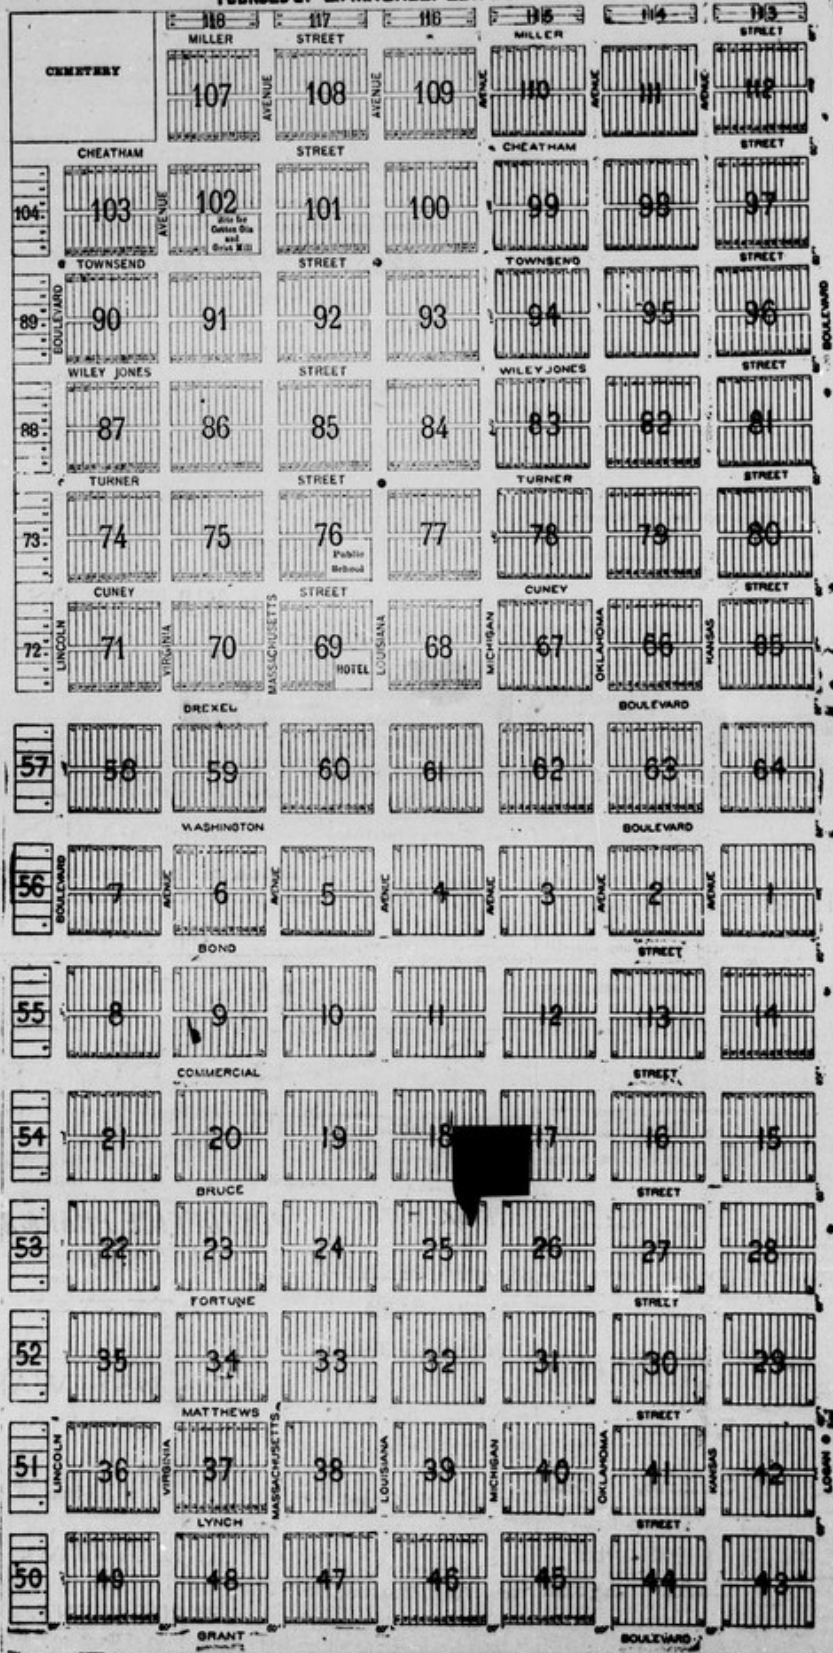 FOUNDED BY
118 117 116 115 114 113
MILLER STREET MILLER STREET
CEMETERY
107 108 109 110 111 112
AVENUE AVENUE AVENUE AVENUE AVENUE
CHEATHAM STREET CHEATHAM STREET
104 103 102 101 100 99 98 97
AVENUE
Site for
Cotton Gin
and
Grist Mill
TOWNSEND STREET TOWNSEND STREET
89 90 91 92 93 94 95 96
BOULEVARD BOULEVARD
WILEY JONES STREET WILEY JONES STREET
88 87 86 85 84 83 82 81
TURNER STREET TURNER STREET
73 74 75 76 77 78 79 80
Public
School
CUNEY STREET CUNEY STREET
72 71 70 69 68 67 66 65
LINCOLN VIRGINIA MASSACHUSETTS LOUISIANA MICHIGAN OKLAHOMA KANSAS
HOTEL
DREXEL BOULEVARD
57 58 59 60 61 62 63 64
WASHINGTON BOULEVARD
56 7 6 5 4 3 2 1
BOULEVARD AVENUE AVENUE AVENUE AVENUE AVENUE AVENUE
BOND STREET
55 8 9 10 11 12 13 14
COMMERCIAL STREET
54 21 20 19 18 17 16 15
BRUCE STREET
53 22 23 24 25 26 27 28
FORTUNE STREET
52 35 34 33 32 31 30 29
MATTHEWS STREET
51 36 37 38 39 40 41 42
LINCOLN VIRGINIA MASSACHUSETTS LOUISIANA MICHIGAN OKLAHOMA KANSAS LOGAN
LYNCH STREET
50 49 48 47 46 45 44 43
GRANT BOULEVARD